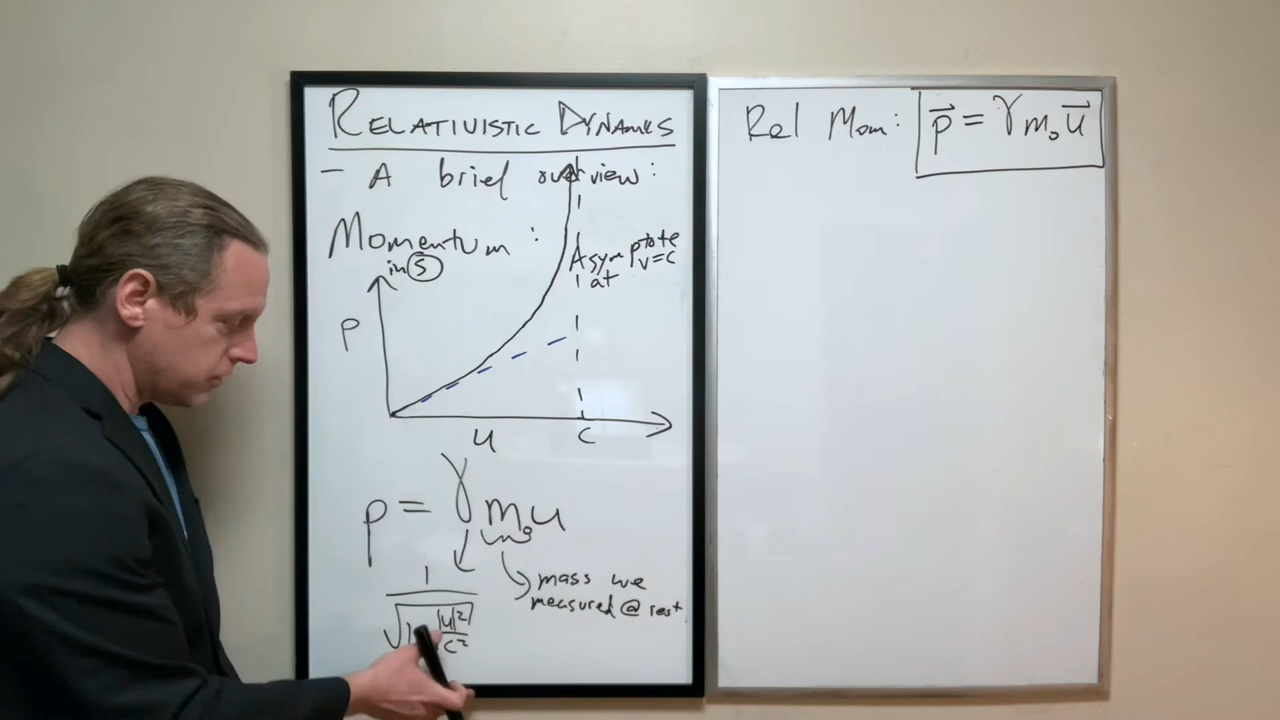 RELATIVISTIC DYNAMICS
- A brief overview:
Momentum:
in S
Asymptote
at v=c
P
u
c
p = γ m₀u
1
√1 - |u|²
c²
mass we
measured @ rest
Rel Mom: p⃗ = γm₀u⃗